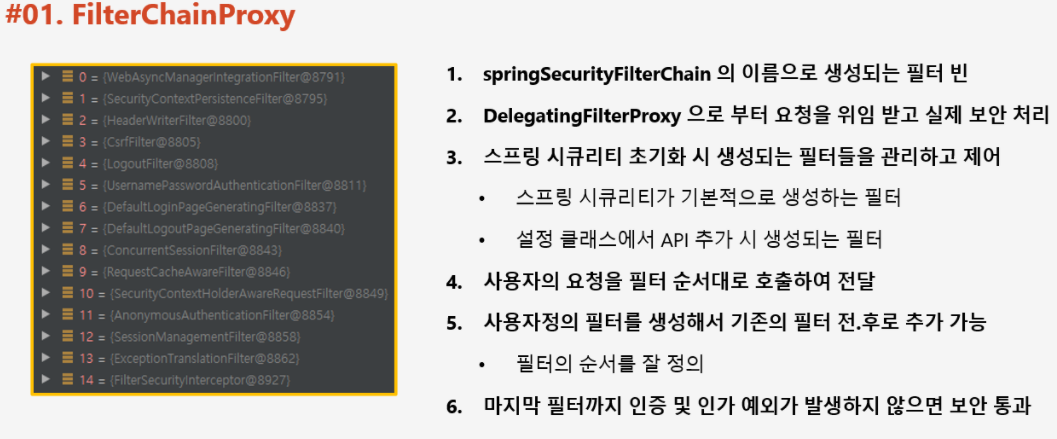 #01. FilterChainProxy
0 = {WebAsyncManagerIntegrationFilter@8791}
1 = {SecurityContextPersistenceFilter@8795}
2 = {HeaderWriterFilter@8800}
3 = {CsrfFilter@8805}
4 = {LogoutFilter@8808}
5 = {UsernamePasswordAuthenticationFilter@8811}
6 = {DefaultLoginPageGeneratingFilter@8837}
7 = {DefaultLogoutPageGeneratingFilter@8840}
8 = {ConcurrentSessionFilter@8843}
9 = {RequestCacheAwareFilter@8846}
10 = {SecurityContextHolderAwareRequestFilter@8849}
11 = {AnonymousAuthenticationFilter@8854}
12 = {SessionManagementFilter@8858}
13 = {ExceptionTranslationFilter@8862}
14 = {FilterSecurityInterceptor@8927}
1. springSecurityFilterChain 의 이름으로 생성되는 필터 빈
2. DelegatingFilterProxy 으로 부터 요청을 위임 받고 실제 보안 처리
3. 스프링 시큐리티 초기화 시 생성되는 필터들을 관리하고 제어
• 스프링 시큐리티가 기본적으로 생성하는 필터
• 설정 클래스에서 API 추가 시 생성되는 필터
4. 사용자의 요청을 필터 순서대로 호출하여 전달
5. 사용자정의 필터를 생성해서 기존의 필터 전.후로 추가 가능
• 필터의 순서를 잘 정의
6. 마지막 필터까지 인증 및 인가 예외가 발생하지 않으면 보안 통과